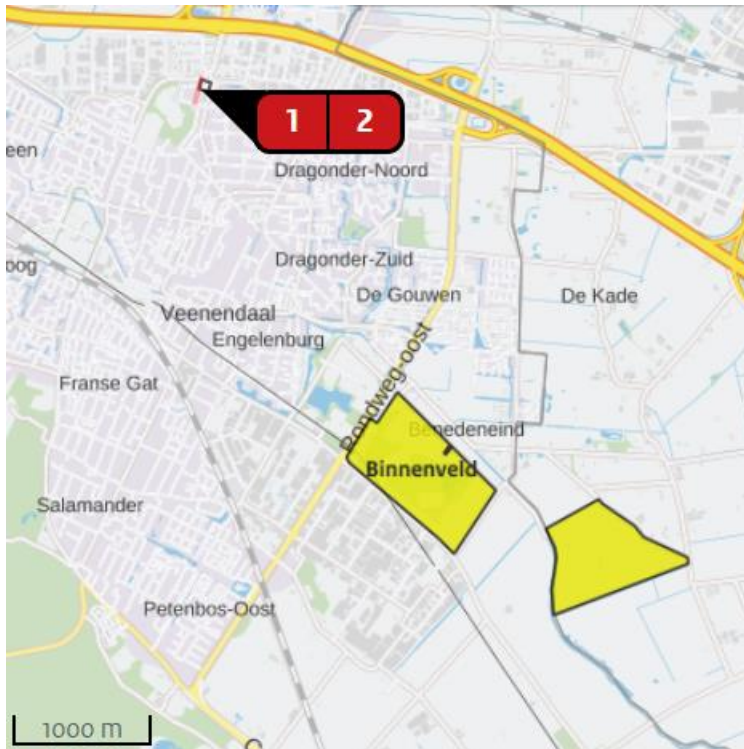 1 2
een
Dragonder-Noord
Dragonder-Zuid
oog
De Gouwen
De Kade
Veenendaal
Engelenburg
Rondweg-oost
Franse Gat
Benedeneind
Binnenveld
Salamander
Petenbos-Oost
1000 m